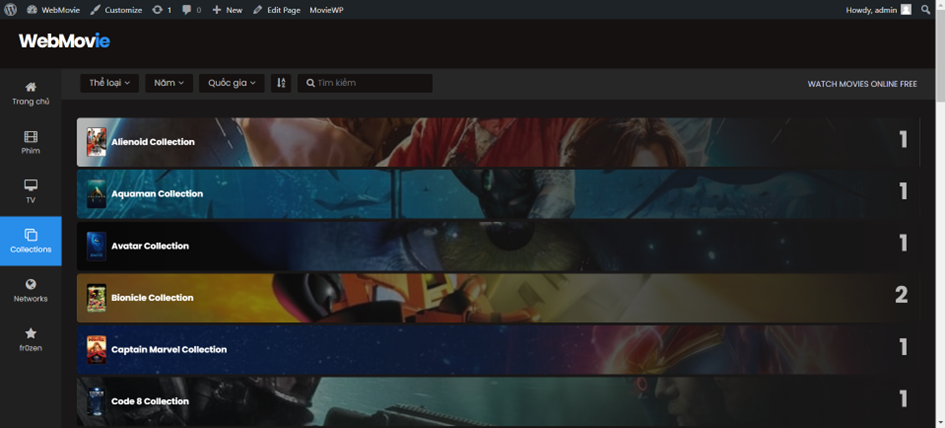 WebMovie Customize 1 0 New Edit Page MovieWP Howdy, admin
WebMovie
Thể loại Năm Quốc gia Tìm kiếm WATCH MOVIES ONLINE FREE
Trang chủ
Phim
TV
Collections
Networks
fr0zen
Alienoid Collection 1
Aquaman Collection 1
Avatar Collection 1
Bionicle Collection 2
Captain Marvel Collection 1
Code 8 Collection 1